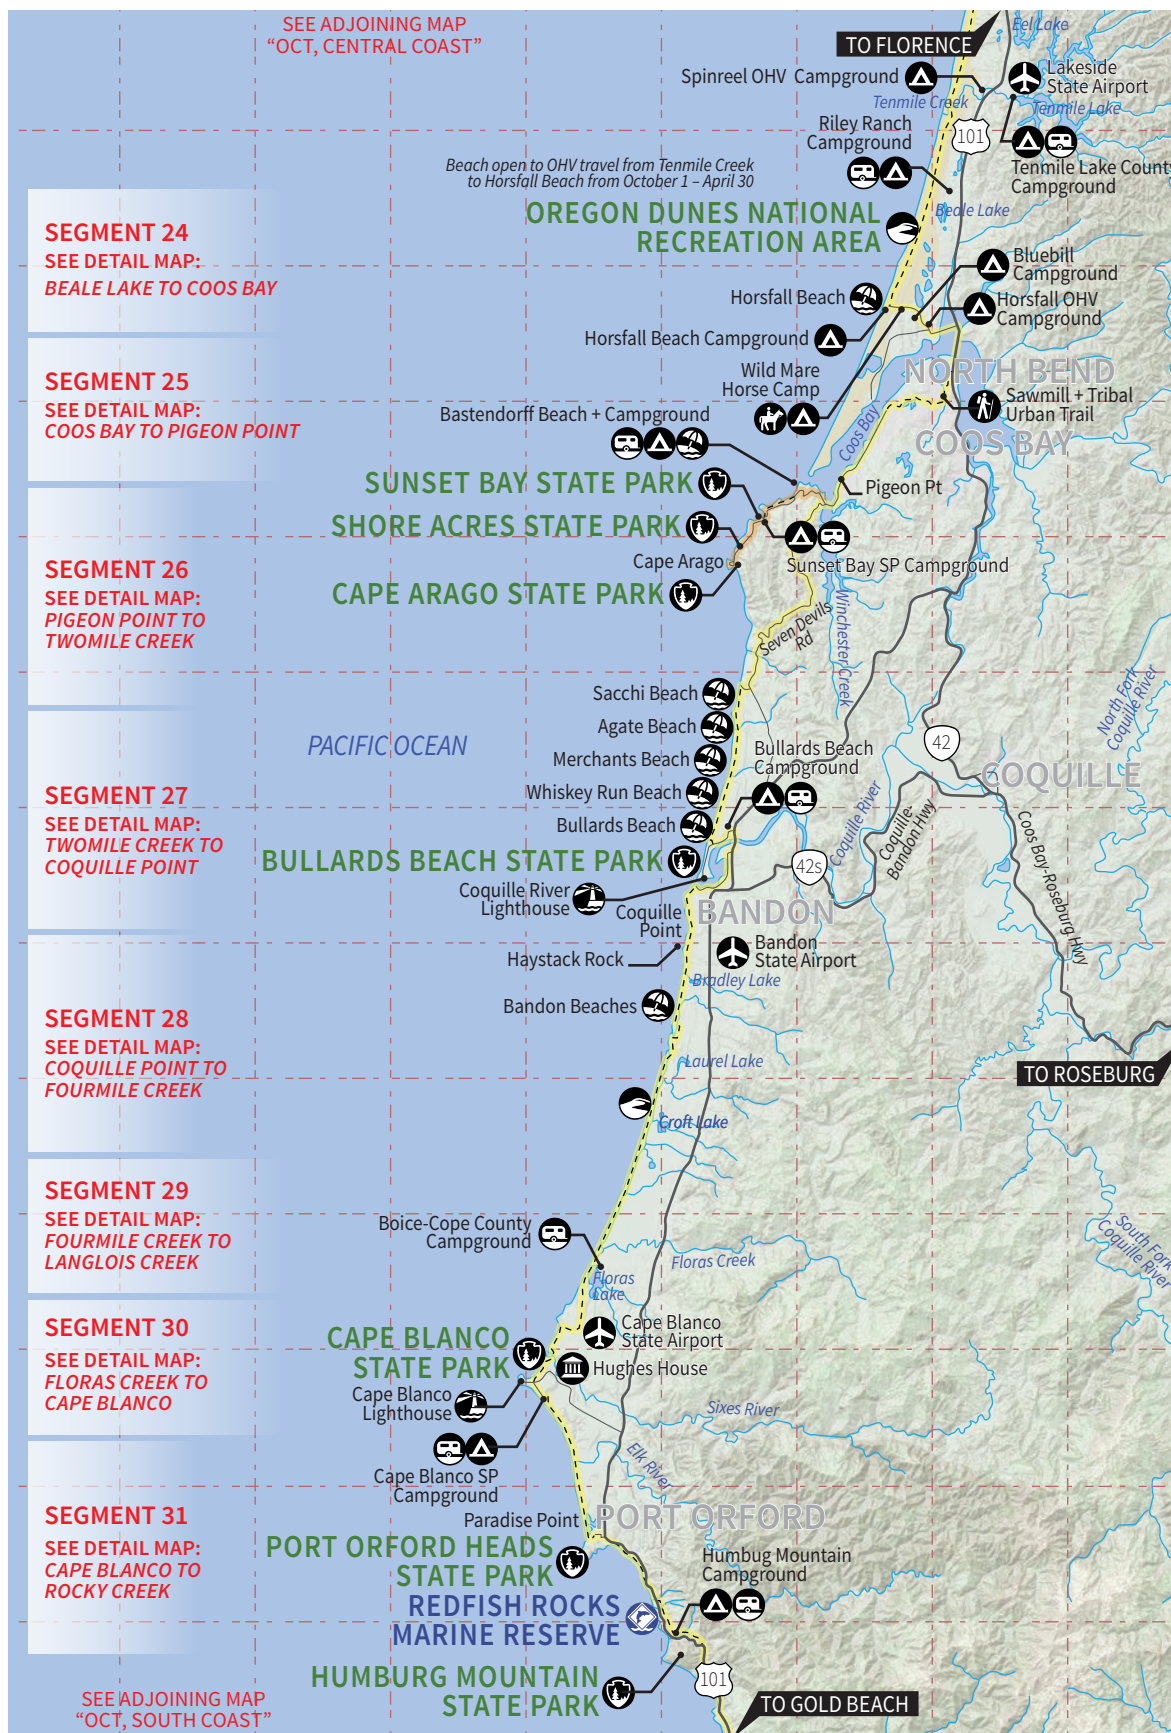 SEE ADJOINING MAP
“OCT, CENTRAL COAST”
TO FLORENCE
Eel Lake
Spinreel OHV Campground
Lakeside
State Airport
Tenmile Creek
Tenmile Lake
Riley Ranch
Campground
101
Tenmile Lake County
Campground
Beach open to OHV travel from Tenmile Creek
to Horsfall Beach from October 1 – April 30
OREGON DUNES NATIONAL
RECREATION AREA
Beale Lake
SEGMENT 24
SEE DETAIL MAP:
BEALE LAKE TO COOS BAY
Bluebill
Campground
Horsfall Beach
Horsfall OHV
Campground
Horsfall Beach Campground
NORTH BEND
Wild Mare
Horse Camp
SEGMENT 25
SEE DETAIL MAP:
COOS BAY TO PIGEON POINT
Sawmill + Tribal
Urban Trail
Bastendorff Beach + Campground
Coos Bay
COOS BAY
SUNSET BAY STATE PARK
Pigeon Pt
SHORE ACRES STATE PARK
Cape Arago
Sunset Bay SP Campground
CAPE ARAGO STATE PARK
SEGMENT 26
SEE DETAIL MAP:
PIGEON POINT TO
TWOMILE CREEK
Seven Devils
Rd
Winchester Creek
North Fork
Coquille River
Sacchi Beach
Agate Beach
PACIFIC OCEAN
Merchants Beach
Bullards Beach
Campground
42
COQUILLE
Whiskey Run Beach
SEGMENT 27
SEE DETAIL MAP:
TWOMILE CREEK TO
COQUILLE POINT
Bullards Beach
Coquille River
Coquille
Bandon Hwy
Coos Bay-Roseburg Hwy
BULLARDS BEACH STATE PARK
42s
Coquille River
Lighthouse
Coquille
Point
BANDON
Haystack Rock
Bandon
State Airport
Bradley Lake
Bandon Beaches
SEGMENT 28
SEE DETAIL MAP:
COQUILLE POINT TO
FOURMILE CREEK
Laurel Lake
TO ROSEBURG
Croft Lake
SEGMENT 29
SEE DETAIL MAP:
FOURMILE CREEK TO
LANGLOIS CREEK
Boice-Cope County
Campground
Floras Creek
South Fork
Coquille River
Floras
Lake
SEGMENT 30
SEE DETAIL MAP:
FLORAS CREEK TO
CAPE BLANCO
CAPE BLANCO
STATE PARK
Cape Blanco
State Airport
Hughes House
Cape Blanco
Lighthouse
Sixes River
Elk River
Cape Blanco SP
Campground
SEGMENT 31
SEE DETAIL MAP:
CAPE BLANCO TO
ROCKY CREEK
Paradise Point
PORT ORFORD
PORT ORFORD HEADS
STATE PARK
Humbug Mountain
Campground
REDFISH ROCKS
MARINE RESERVE
HUMBURG MOUNTAIN
STATE PARK
101
SEE ADJOINING MAP
“OCT, SOUTH COAST”
TO GOLD BEACH